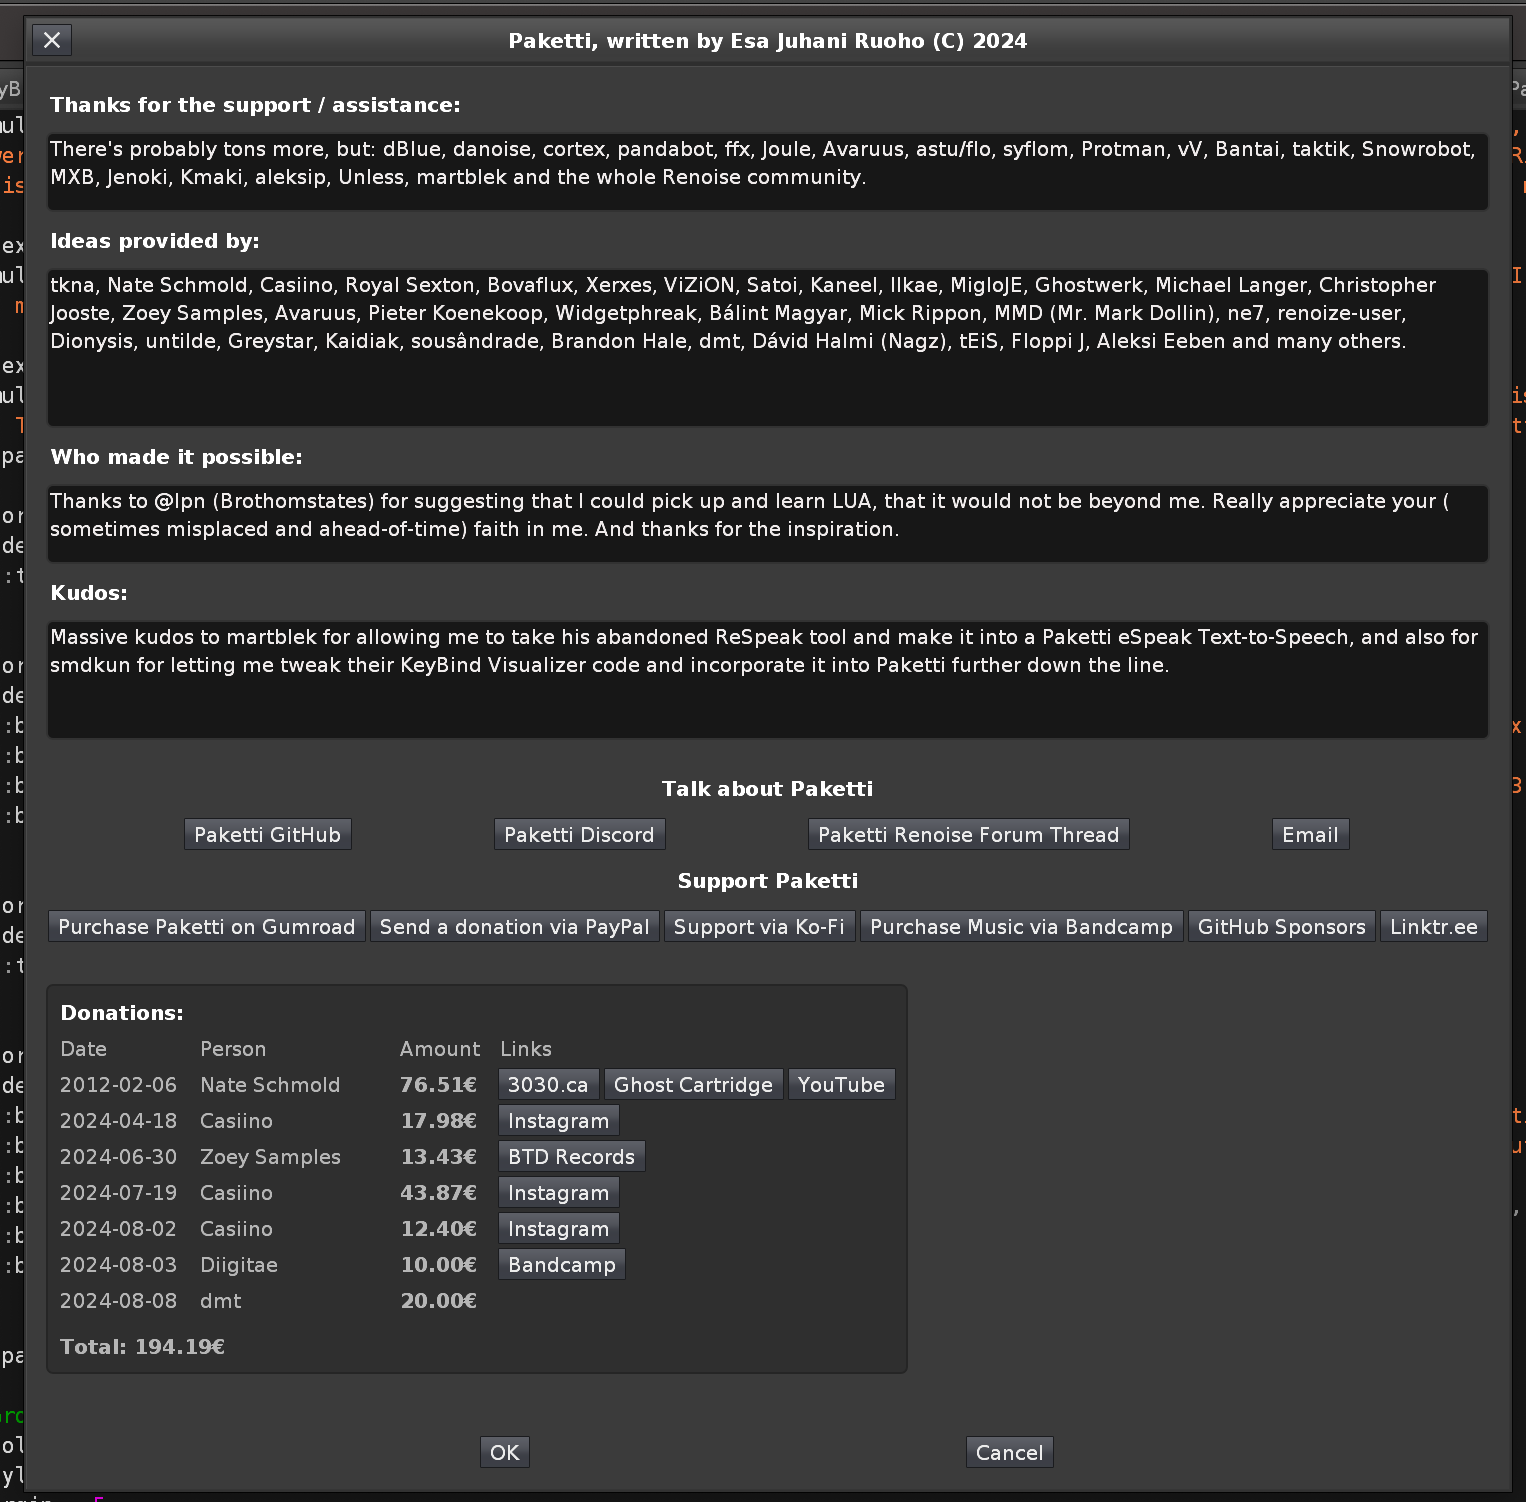 Paketti, written by Esa Juhani Ruoho (C) 2024
Thanks for the support / assistance:
There's probably tons more, but: dBlue, danoise, cortex, pandabot, ffx, Joule, Avaruus, astu/flo, syflom, Protman, vV, Bantai, taktik, Snowrobot,
MXB, Jenoki, Kmaki, aleksip, Unless, martblek and the whole Renoise community.
Ideas provided by:
tkna, Nate Schmold, Casiino, Royal Sexton, Bovaflux, Xerxes, ViZiON, Satoi, Kaneel, Ilkae, MigloJE, Ghostwerk, Michael Langer, Christopher
Jooste, Zoey Samples, Avaruus, Pieter Koenekoop, Widgetphreak, Bálint Magyar, Mick Rippon, MMD (Mr. Mark Dollin), ne7, renoize-user,
Dionysis, untilde, Greystar, Kaidiak, sousândrade, Brandon Hale, dmt, Dávid Halmi (Nagz), tEiS, Floppi J, Aleksi Eeben and many others.
Who made it possible:
Thanks to @lpn (Brothomstates) for suggesting that I could pick up and learn LUA, that it would not be beyond me. Really appreciate your (
sometimes misplaced and ahead-of-time) faith in me. And thanks for the inspiration.
Kudos:
Massive kudos to martblek for allowing me to take his abandoned ReSpeak tool and make it into a Paketti eSpeak Text-to-Speech, and also for
smdkun for letting me tweak their KeyBind Visualizer code and incorporate it into Paketti further down the line.
Talk about Paketti
Paketti GitHub Paketti Discord Paketti Renoise Forum Thread Email
Support Paketti
Purchase Paketti on Gumroad Send a donation via PayPal Support via Ko-Fi Purchase Music via Bandcamp GitHub Sponsors Linktr.ee
Donations:
Date Person Amount Links
2012-02-06 Nate Schmold 76.51€ 3030.ca Ghost Cartridge YouTube
2024-04-18 Casiino 17.98€ Instagram
2024-06-30 Zoey Samples 13.43€ BTD Records
2024-07-19 Casiino 43.87€ Instagram
2024-08-02 Casiino 12.40€ Instagram
2024-08-03 Diigitae 10.00€ Bandcamp
2024-08-08 dmt 20.00€
Total: 194.19€
OK Cancel